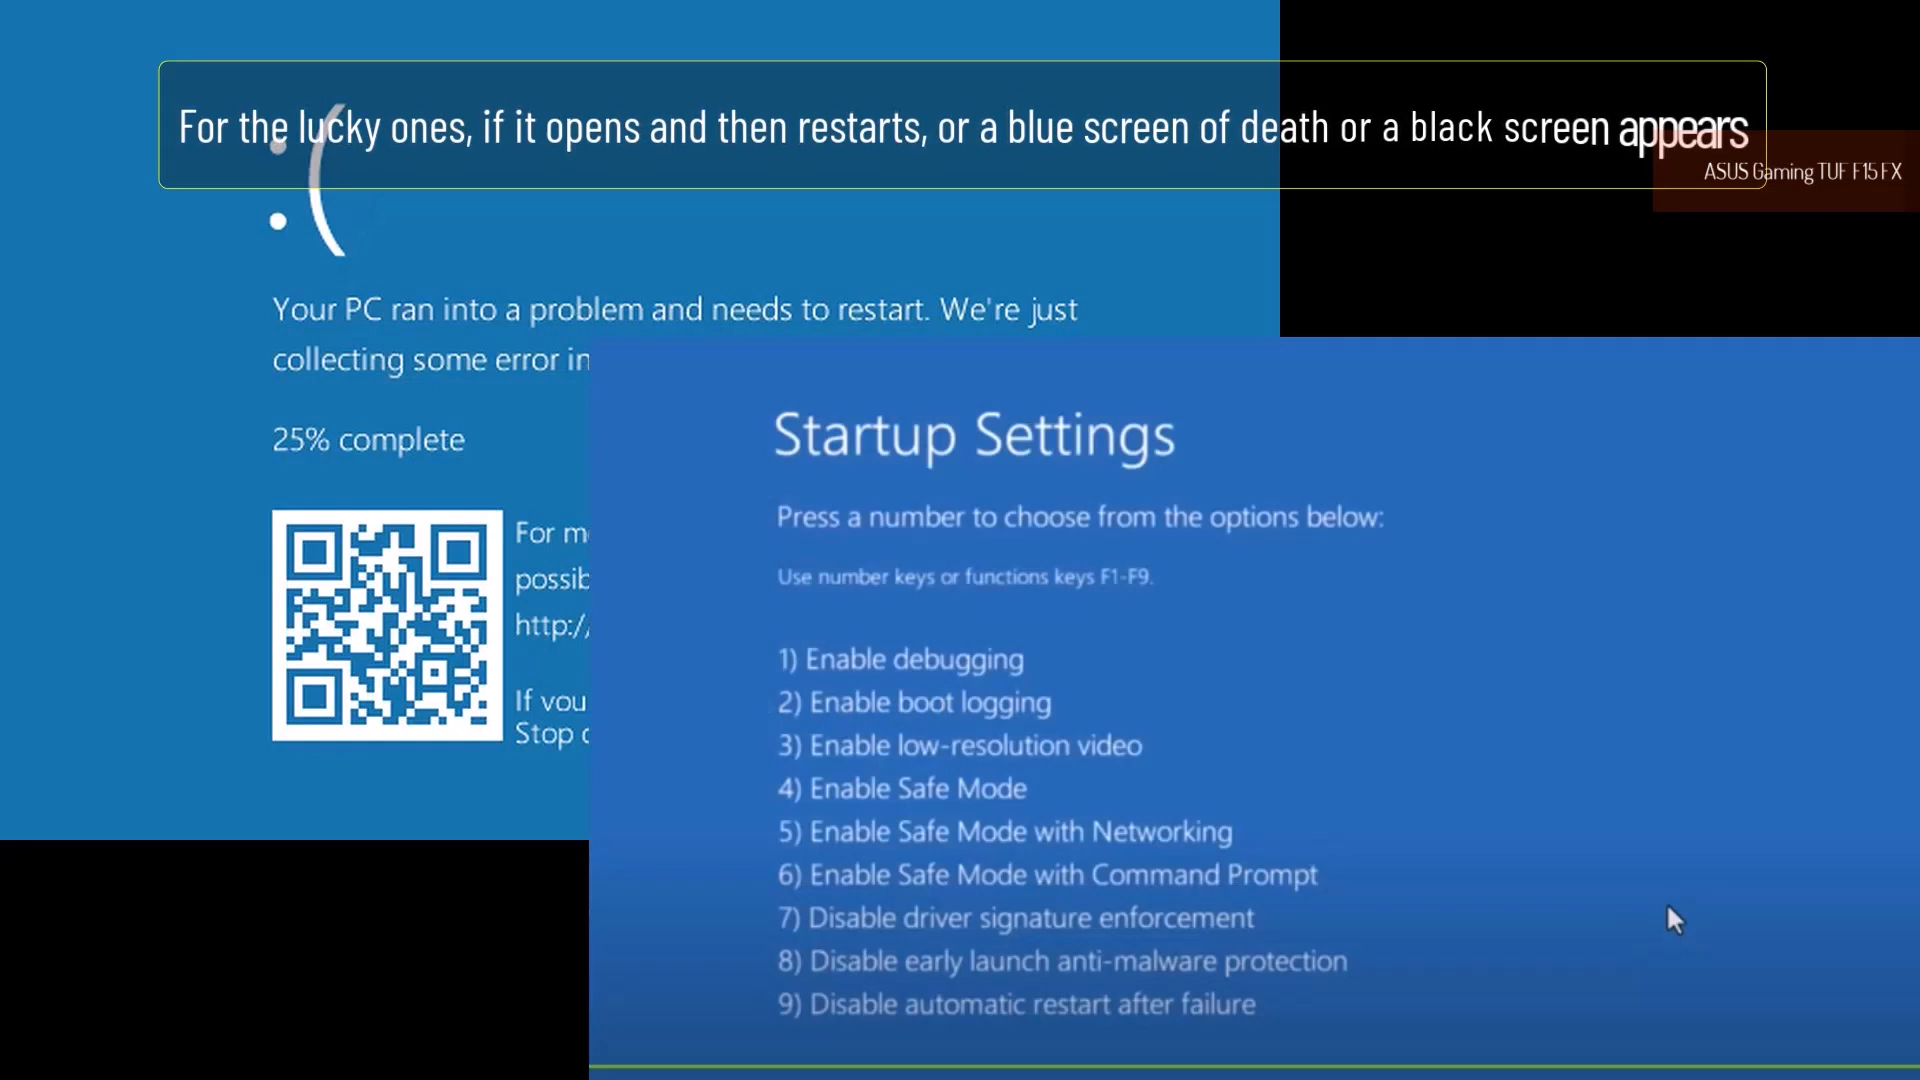 For the lucky ones, if it opens and then restarts, or a blue screen of death or a black screen appears
ASUS Gaming TUF F15 FX
:(
Your PC ran into a problem and needs to restart. We're just
collecting some error in
25% complete
For m
possib
http:/
If you
Stop
Startup Settings
Press a number to choose from the options below:
Use number keys or functions keys F1-F9.
1) Enable debugging
2) Enable boot logging
3) Enable low-resolution video
4) Enable Safe Mode
5) Enable Safe Mode with Networking
6) Enable Safe Mode with Command Prompt
7) Disable driver signature enforcement
8) Disable early launch anti-malware protection
9) Disable automatic restart after failure